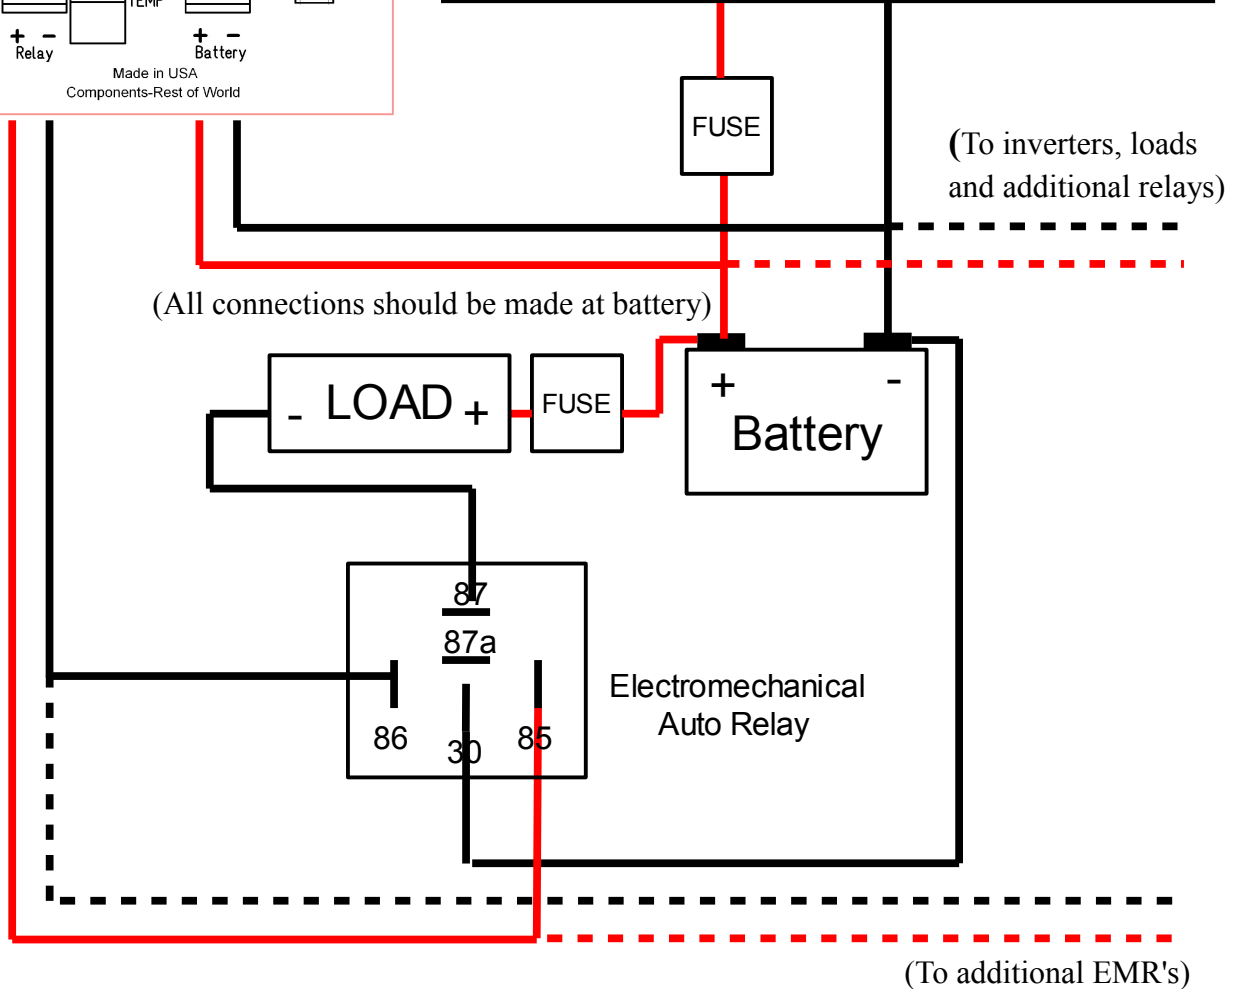 TEMP
+ -
Relay
+ -
Battery
Made in USA
Components-Rest of World
FUSE
(To inverters, loads
and additional relays)
(All connections should be made at battery)
- LOAD +
FUSE
+ -
Battery
87
87a
86
30
85
Electromechanical
Auto Relay
(To additional EMR's)